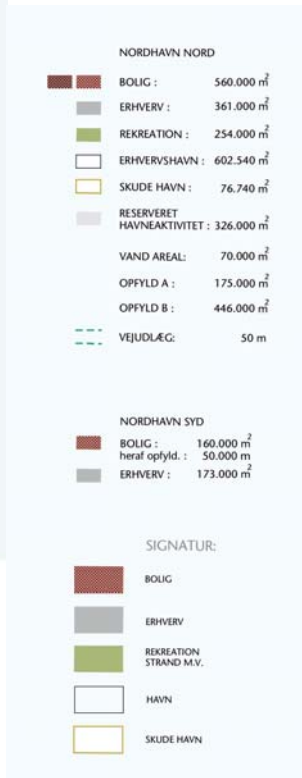 NORDHAVN NORD
BOLIG : 560.000 m²
ERHVERV : 361.000 m²
REKREATION : 254.000 m²
ERHVERVSHAVN : 602.540 m²
SKUDE HAVN : 76.740 m²
RESERVERET
HAVNEAKTIVITET : 326.000 m²
VAND AREAL: 70.000 m²
OPFYLD A : 175.000 m²
OPFYLD B : 446.000 m²
VEJUDLÆG: 50 m
NORDHAVN SYD
BOLIG : 160.000 m²
heraf opfyld. : 50.000 m
ERHVERV : 173.000 m²
SIGNATUR:
BOLIG
ERHVERV
REKREATION
STRAND M.V.
HAVN
SKUDE HAVN